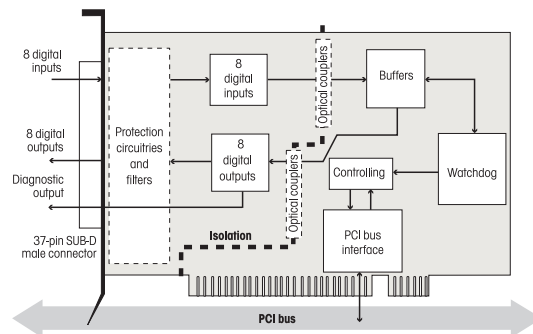 8 digital
inputs
8 digital
outputs
Diagnostic
output
37-pin SUB-D
male connector
Protection
circuitries
and
filters
8
digital
inputs
8
digital
outputs
Isolation
Optical couplers
Optical couplers
Buffers
Controlling
Watchdog
PCI bus
interface
PCI bus